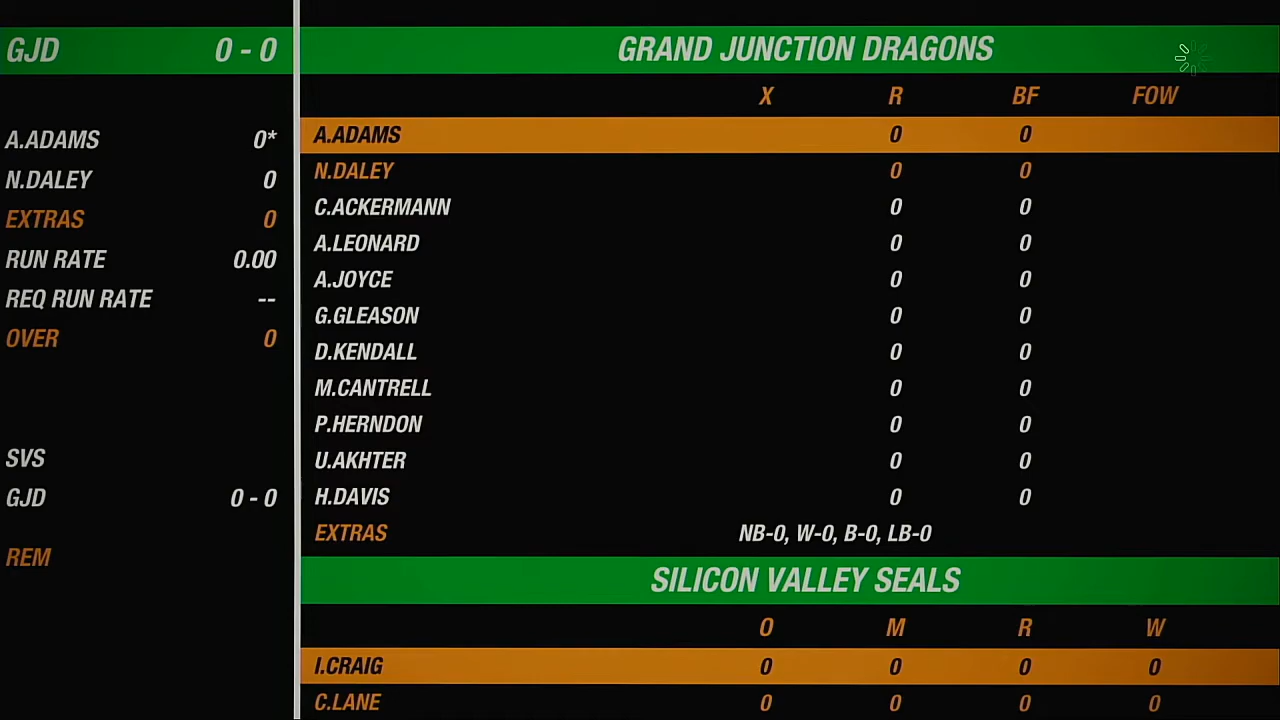 GJD 0 - 0
A.ADAMS 0*
N.DALEY 0
EXTRAS 0
RUN RATE 0.00
REQ RUN RATE --
OVER 0
SVS
GJD 0 - 0
REM
GRAND JUNCTION DRAGONS
X R BF FOW
A.ADAMS 0 0
N.DALEY 0 0
C.ACKERMANN 0 0
A.LEONARD 0 0
A.JOYCE 0 0
G.GLEASON 0 0
D.KENDALL 0 0
M.CANTRELL 0 0
P.HERNDON 0 0
U.AKHTER 0 0
H.DAVIS 0 0
EXTRAS NB-0, W-0, B-0, LB-0
SILICON VALLEY SEALS
O M R W
I.CRAIG 0 0 0 0
C.LANE 0 0 0 0